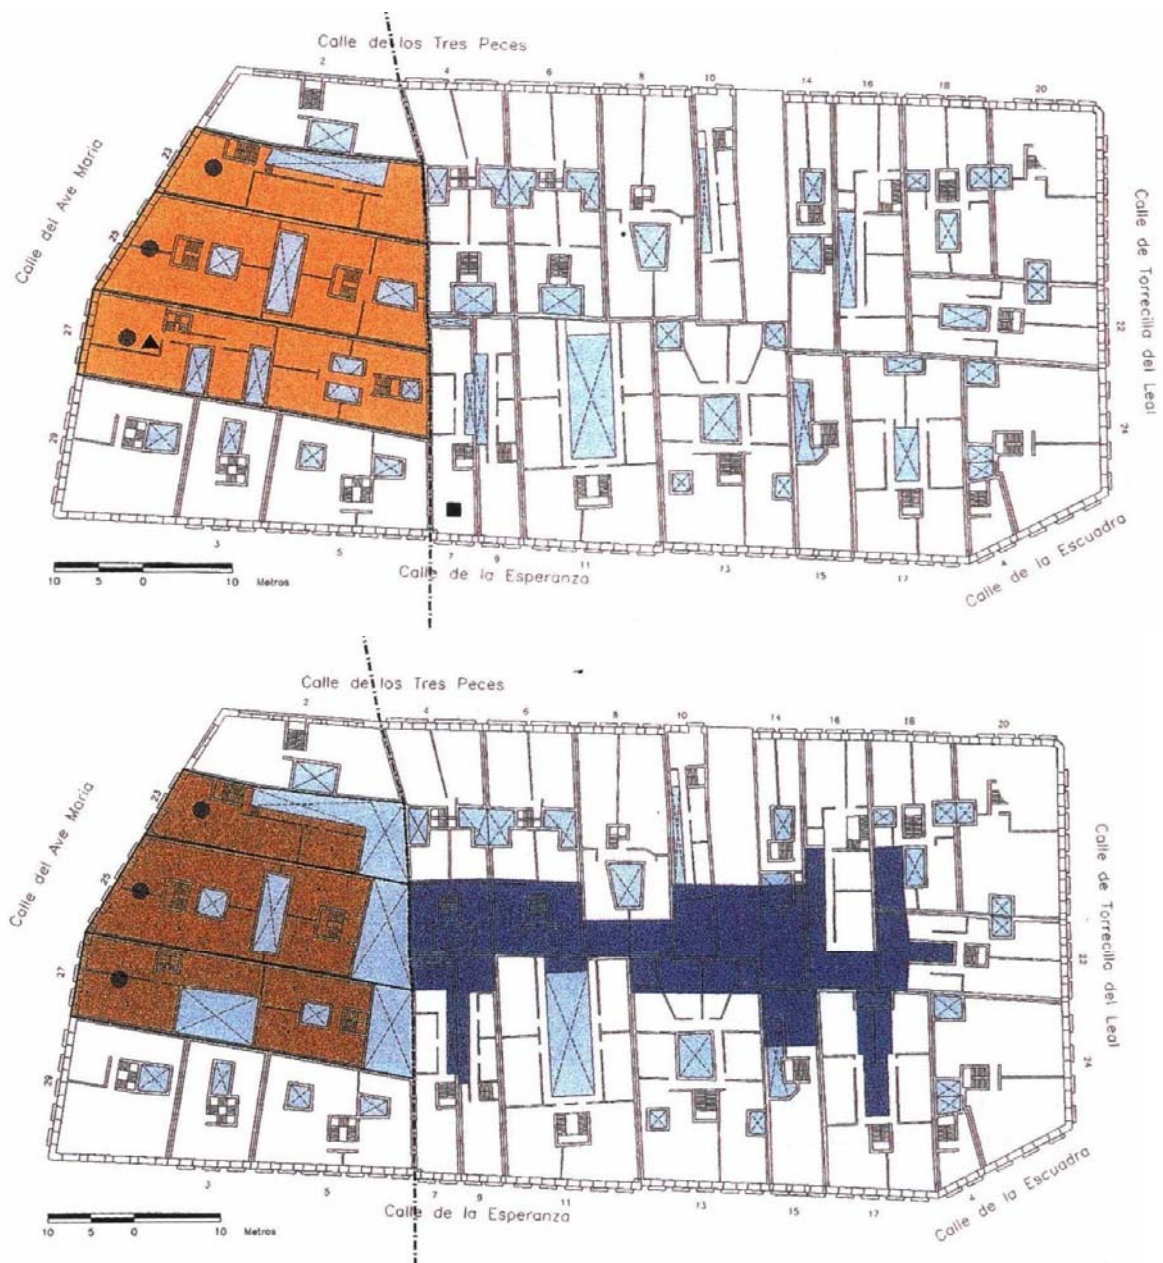 Calle de los Tres Peces
2 4 6 8 10 14 16 18 20
Calle del Ave Maria
23
25
27
29
Calle de Torrecilla del Leal
22
24
3 5 7 9 11 13 15 17 4
Calle de la Esperanza
Calle de la Escuadra
10 5 0 10 Metros
Calle de los Tres Peces
2 4 6 8 10 14 16 18 20
Calle del Ave Maria
23
25
27
29
Calle de Torrecilla del Leal
22
24
3 5 7 9 11 13 15 17 4
Calle de la Esperanza
Calle de la Escuadra
10 5 0 10 Metros